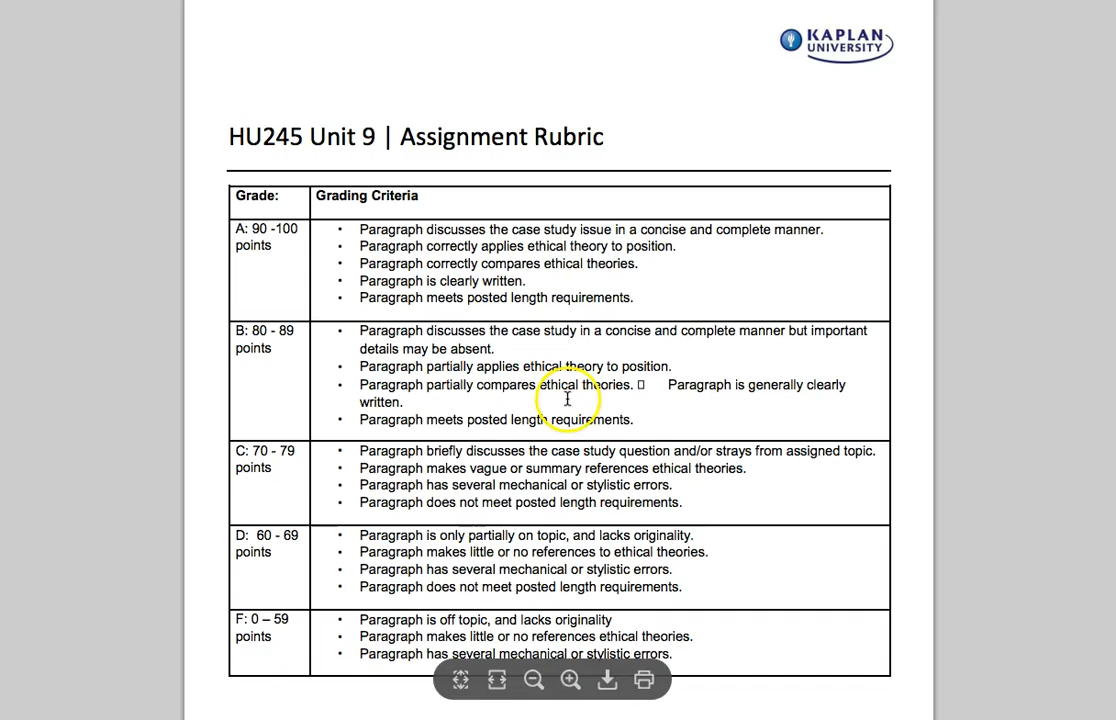 KAPLAN
UNIVERSITY
HU245 Unit 9 | Assignment Rubric
Grade:
Grading Criteria
A: 90 -100
points
• Paragraph discusses the case study issue in a concise and complete manner.
• Paragraph correctly applies ethical theory to position.
• Paragraph correctly compares ethical theories.
• Paragraph is clearly written.
• Paragraph meets posted length requirements.
B: 80 - 89
points
• Paragraph discusses the case study in a concise and complete manner but important
details may be absent.
• Paragraph partially applies ethical theory to position.
• Paragraph partially compares ethical theories. ▯ Paragraph is generally clearly
written.
• Paragraph meets posted length requirements.
C: 70 - 79
points
• Paragraph briefly discusses the case study question and/or strays from assigned topic.
• Paragraph makes vague or summary references ethical theories.
• Paragraph has several mechanical or stylistic errors.
• Paragraph does not meet posted length requirements.
D: 60 - 69
points
• Paragraph is only partially on topic, and lacks originality.
• Paragraph makes little or no references to ethical theories.
• Paragraph has several mechanical or stylistic errors.
• Paragraph does not meet posted length requirements.
F: 0 – 59
points
• Paragraph is off topic, and lacks originality
• Paragraph makes little or no references ethical theories.
• Paragraph has several mechanical or stylistic errors.